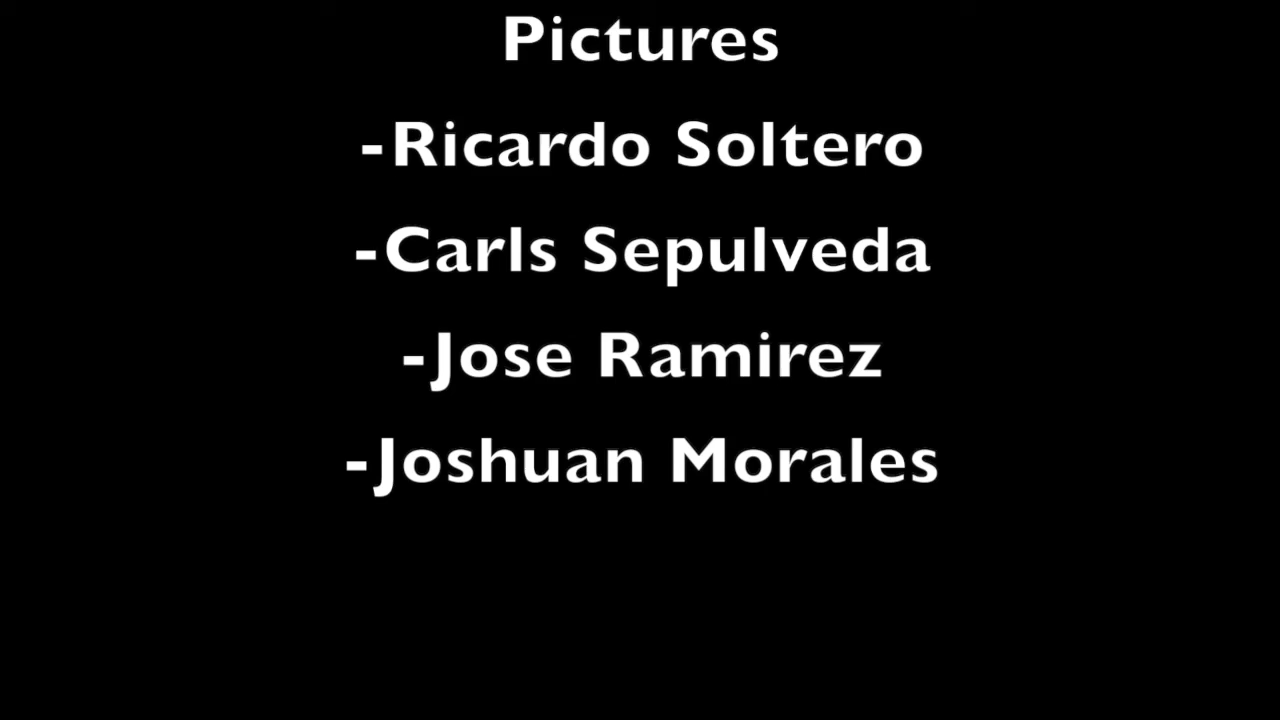 Pictures
-Ricardo Soltero
-Carls Sepulveda
-Jose Ramirez
-Joshuan Morales